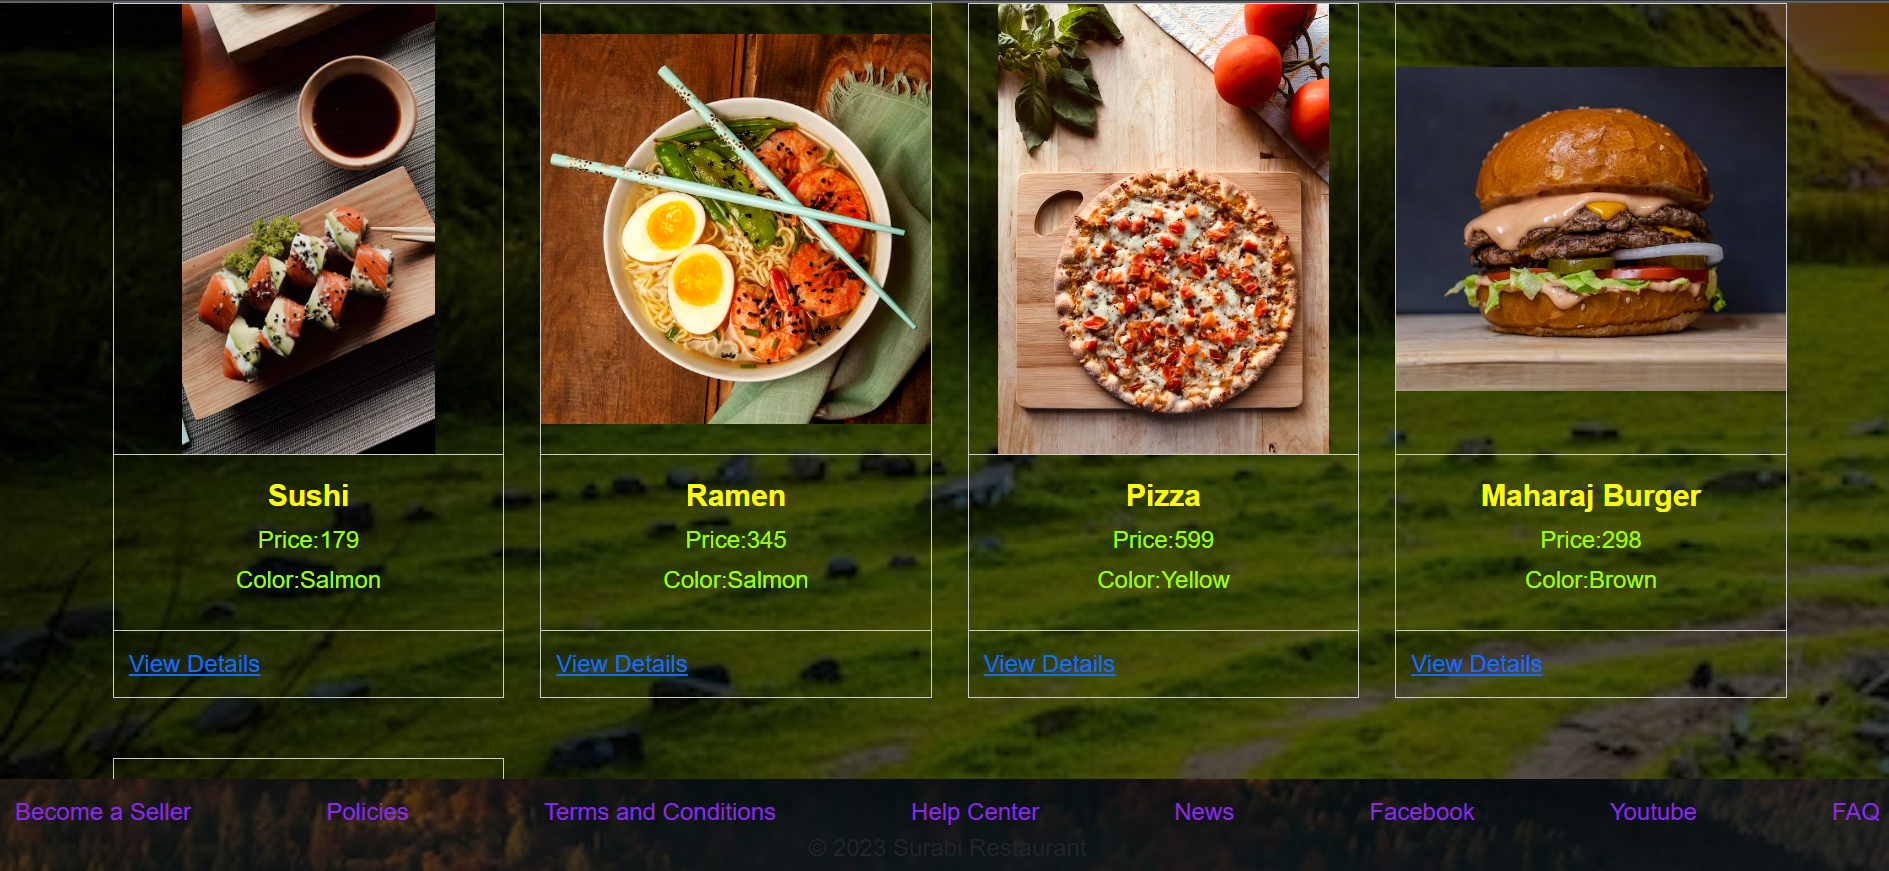 Sushi
Price:179
Color:Salmon
View Details
Ramen
Price:345
Color:Salmon
View Details
Pizza
Price:599
Color:Yellow
View Details
Maharaj Burger
Price:298
Color:Brown
View Details
Become a Seller
Policies
Terms and Conditions
Help Center
News
Facebook
Youtube
FAQ
© 2023 Surabi Restaurant